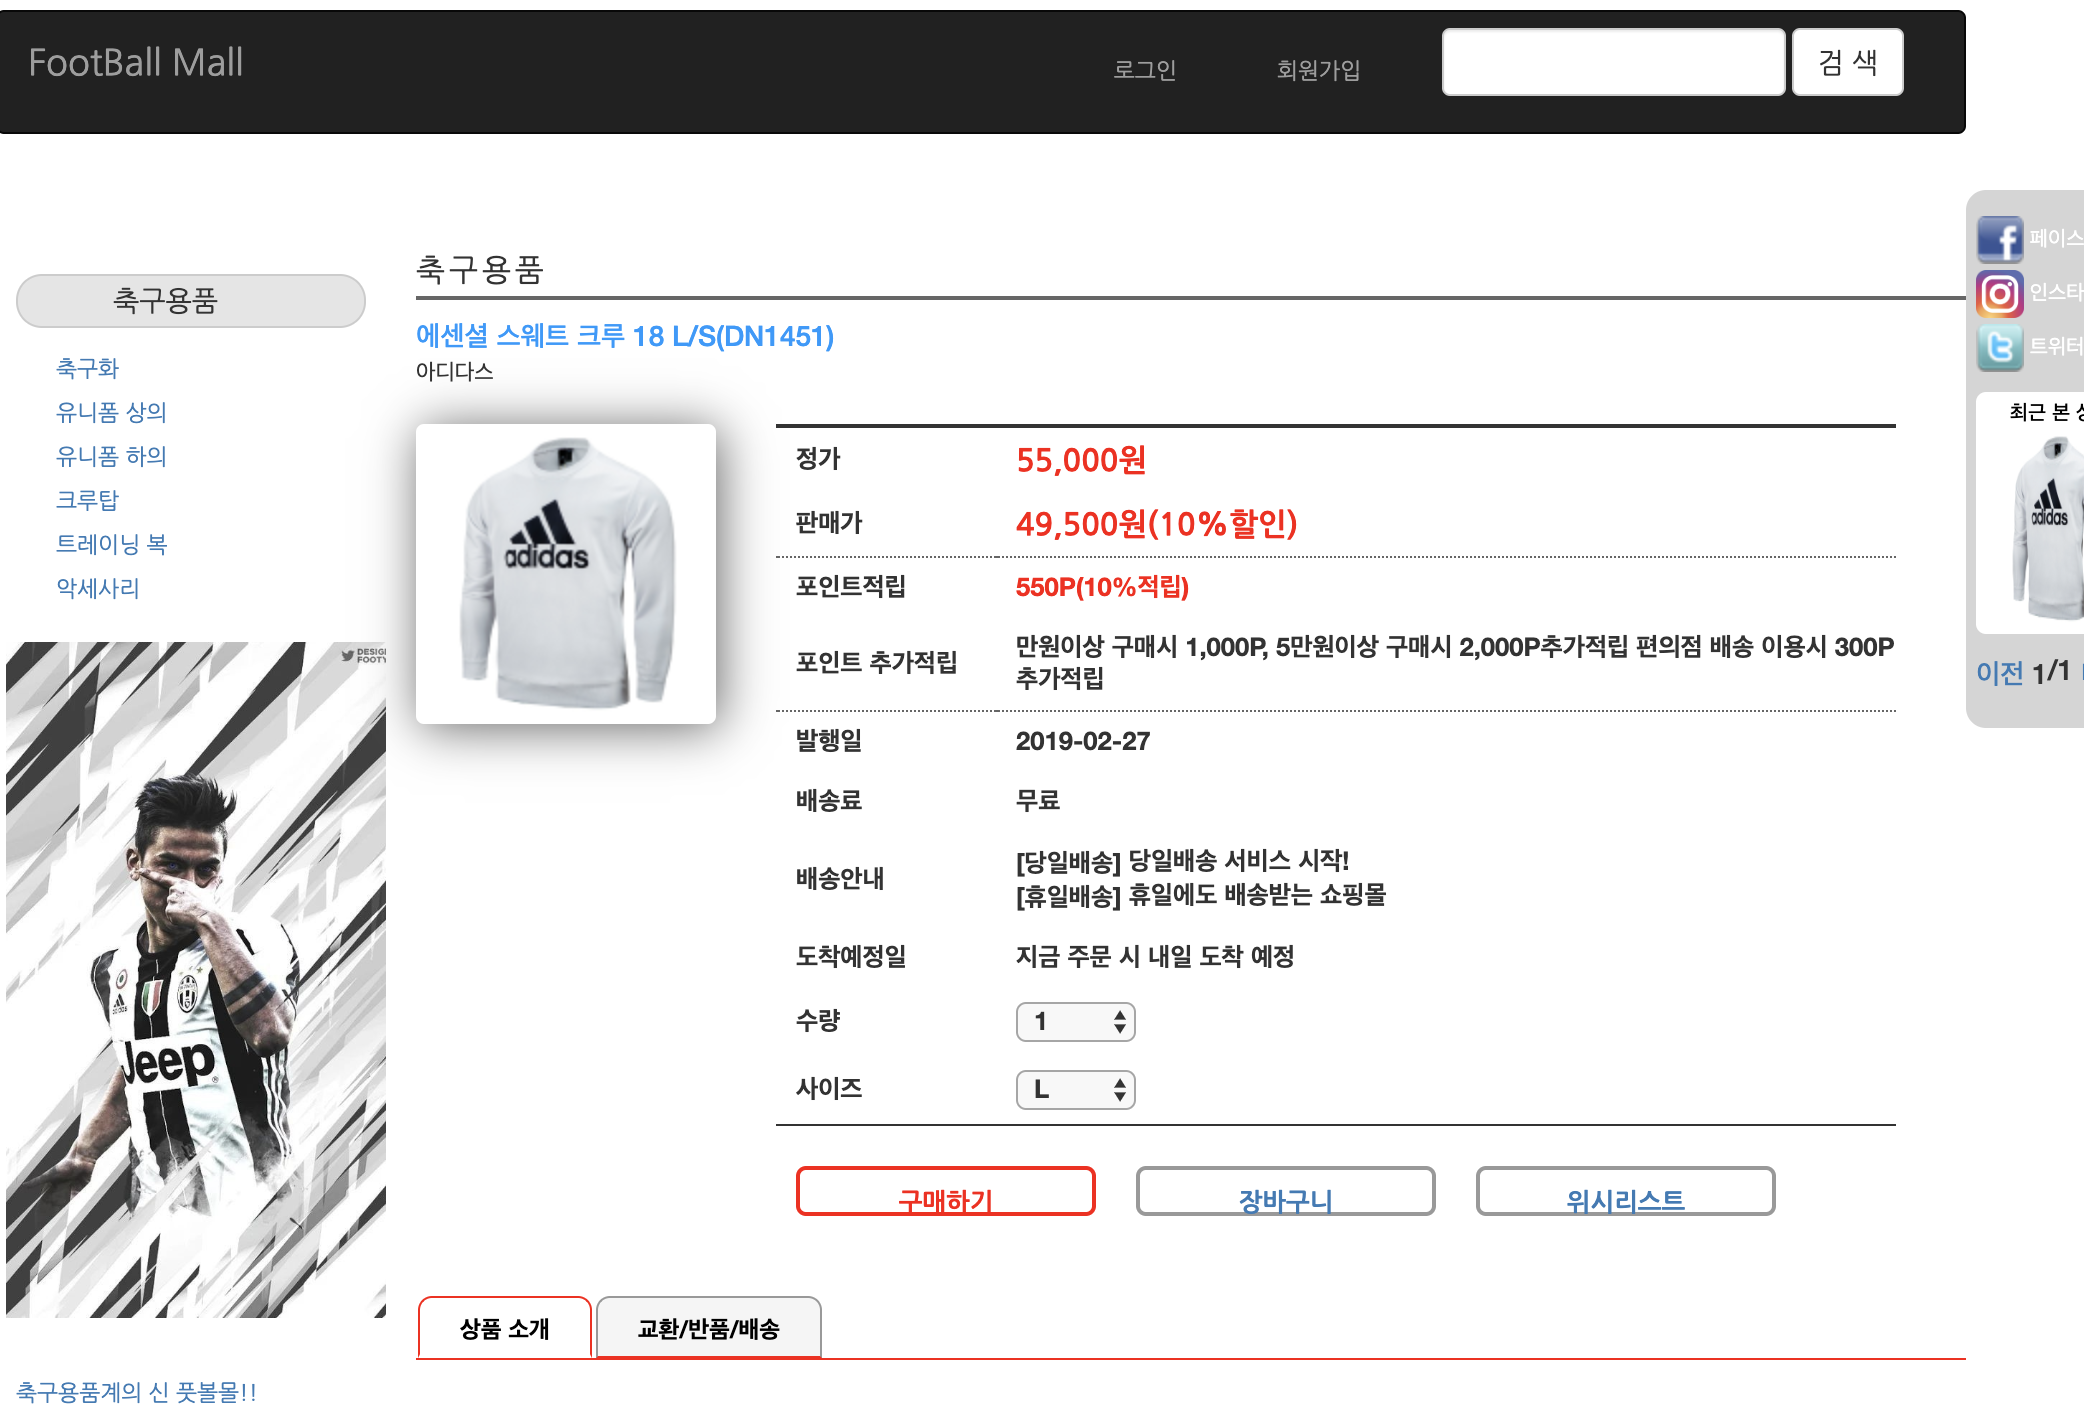 FootBall Mall
로그인
회원가입
검 색
페이스
인스타
트위터
최근 본
adidas
이전 1/1
축구용품
축구화
유니폼 상의
유니폼 하의
크루탑
트레이닝 복
악세사리
DESIG
FOOTY
Jeep
축구용품계의 신 풋볼몰!!
축구용품
에센셜 스웨트 크루 18 L/S(DN1451)
아디다스
adidas
정가 55,000원
판매가 49,500원(10%할인)
포인트적립 550P(10%적립)
포인트 추가적립 만원이상 구매시 1,000P, 5만원이상 구매시 2,000P추가적립 편의점 배송 이용시 300P
추가적립
발행일 2019-02-27
배송료 무료
배송안내 [당일배송] 당일배송 서비스 시작!
[휴일배송] 휴일에도 배송받는 쇼핑몰
도착예정일 지금 주문 시 내일 도착 예정
수량 1
사이즈 L
구매하기
장바구니
위시리스트
상품 소개
교환/반품/배송